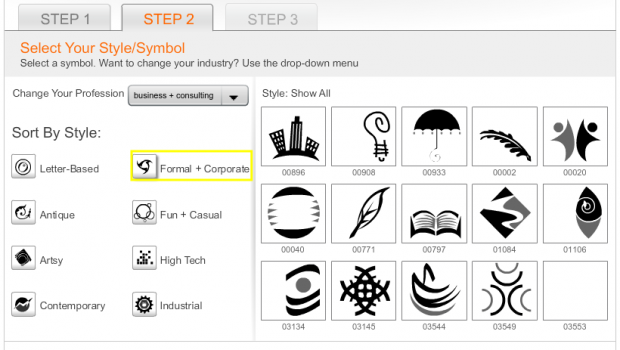 STEP 1 STEP 2 STEP 3
Select Your Style/Symbol
Select a symbol. Want to change your industry? Use the drop-down menu
Change Your Profession business + consulting
Style: Show All
Sort By Style:
Letter-Based Formal + Corporate
Antique Fun + Casual
Artsy High Tech
Contemporary Industrial
00896 00908 00933 00002 00020
00040 00771 00797 01084 01106
03134 03145 03544 03549 03553